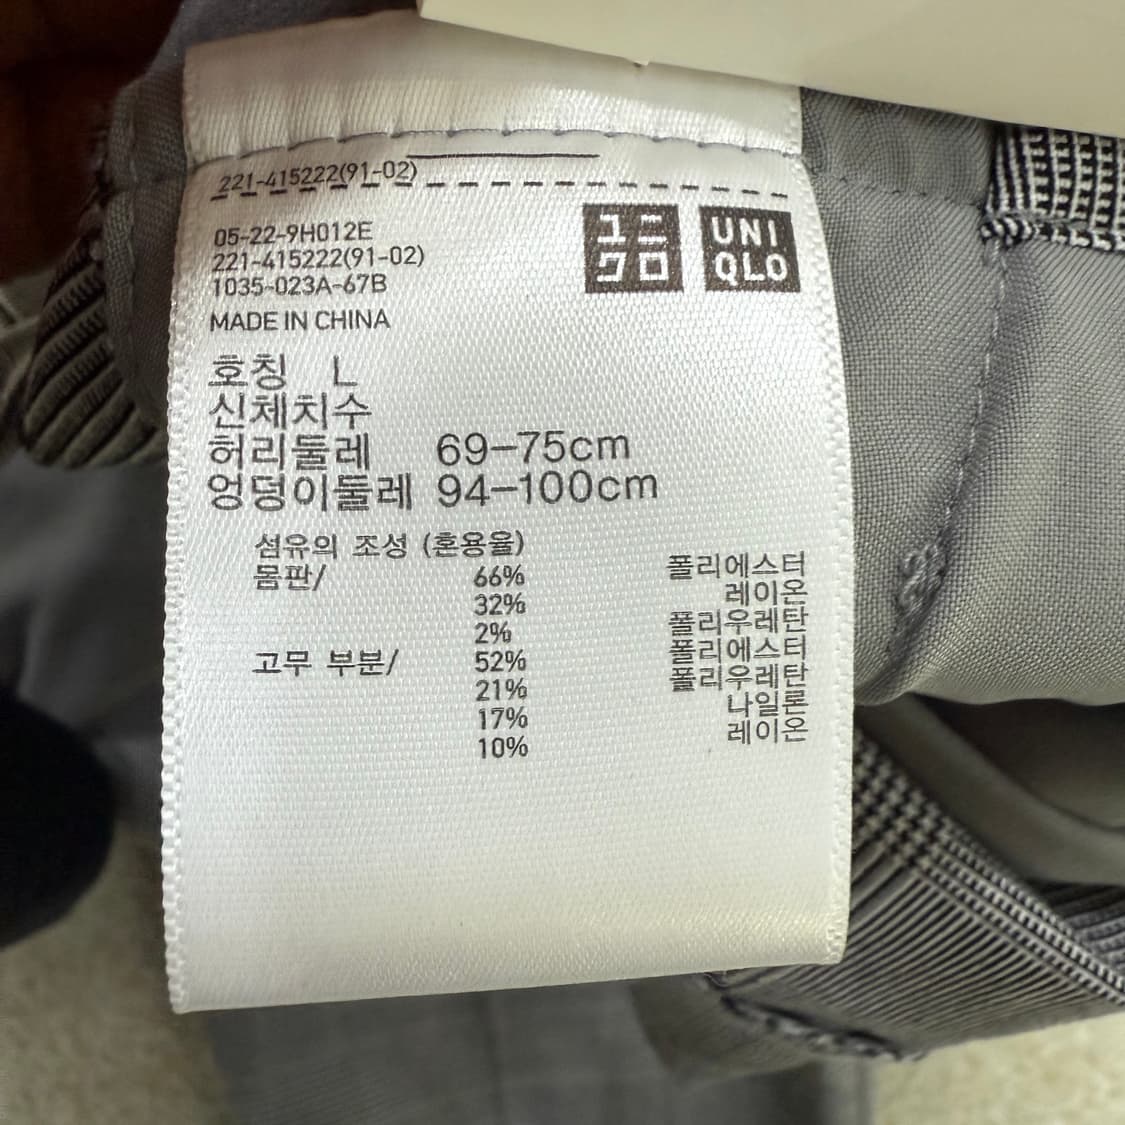 221-415222(91-02)
05-22-9H012E
221-415222(91-02)
1035-023A-67B
MADE IN CHINA
ユニ
クロ
UNI
QLO
호칭 L
신체치수
허리둘레 69-75cm
엉덩이둘레 94-100cm
섬유의 조성 (혼용율)
몸판/ 66% 폴리에스터
32% 레이온
2% 폴리우레탄
고무 부분/ 52% 폴리에스터
21% 폴리우레탄
17% 나일론
10% 레이온